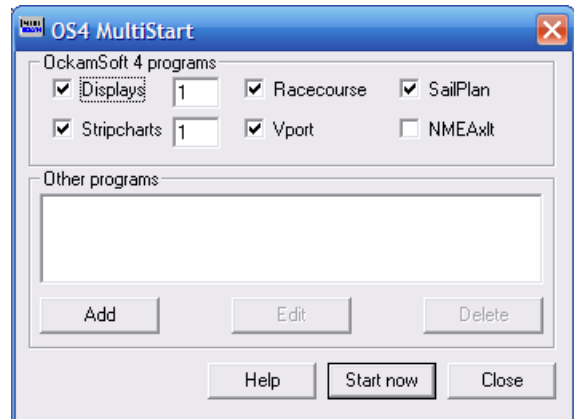 OS4 MultiStart
OckamSoft 4 programs
Displays 1 Racecourse SailPlan
Stripcharts 1 Vport NMEAxlt
Other programs
Add Edit Delete
Help Start now Close